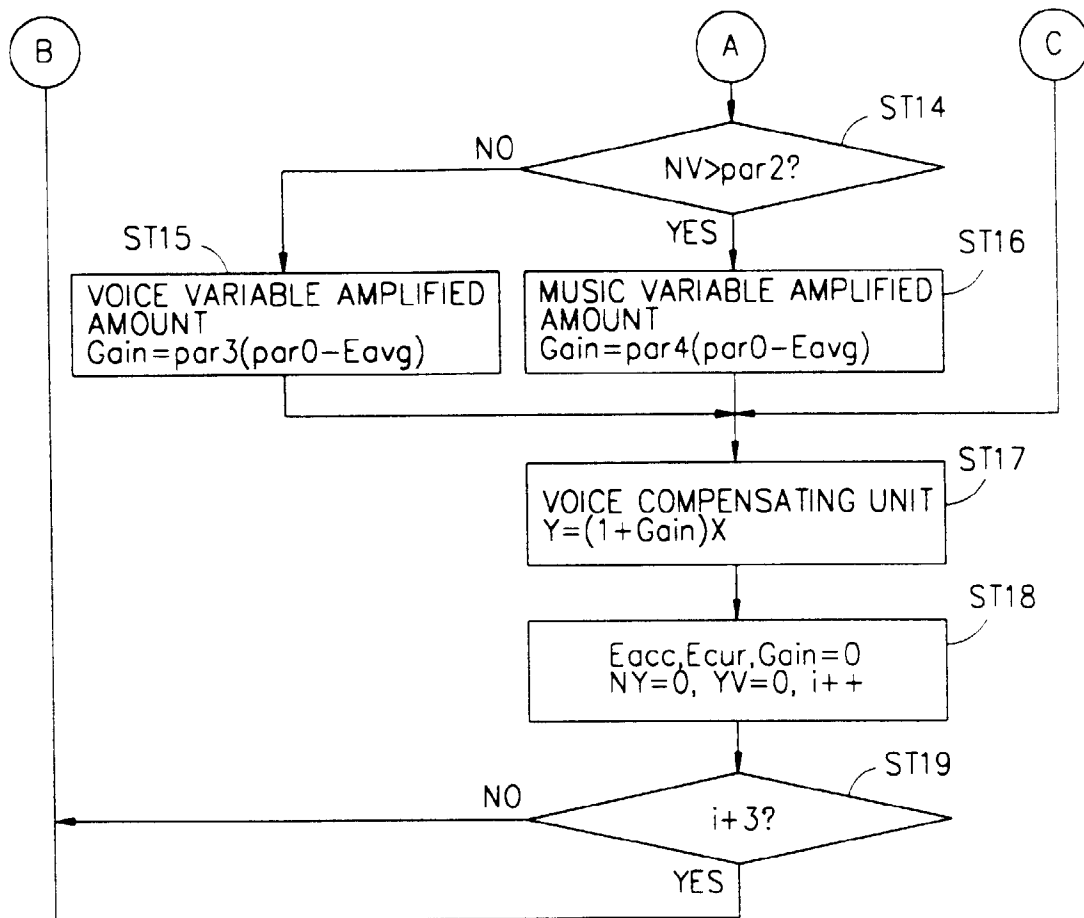 B
A
C
ST14
NO
NV>par2?
YES
ST15
ST16
VOICE VARIABLE AMPLIFIED
AMOUNT
Gain=par3(par0-Eavg)
MUSIC VARIABLE AMPLIFIED
AMOUNT
Gain=par4(par0-Eavg)
ST17
VOICE COMPENSATING UNIT
Y=(1+Gain)X
ST18
Eacc,Ecur,Gain=0
NY=0, YV=0, i++
ST19
NO
i+3?
YES